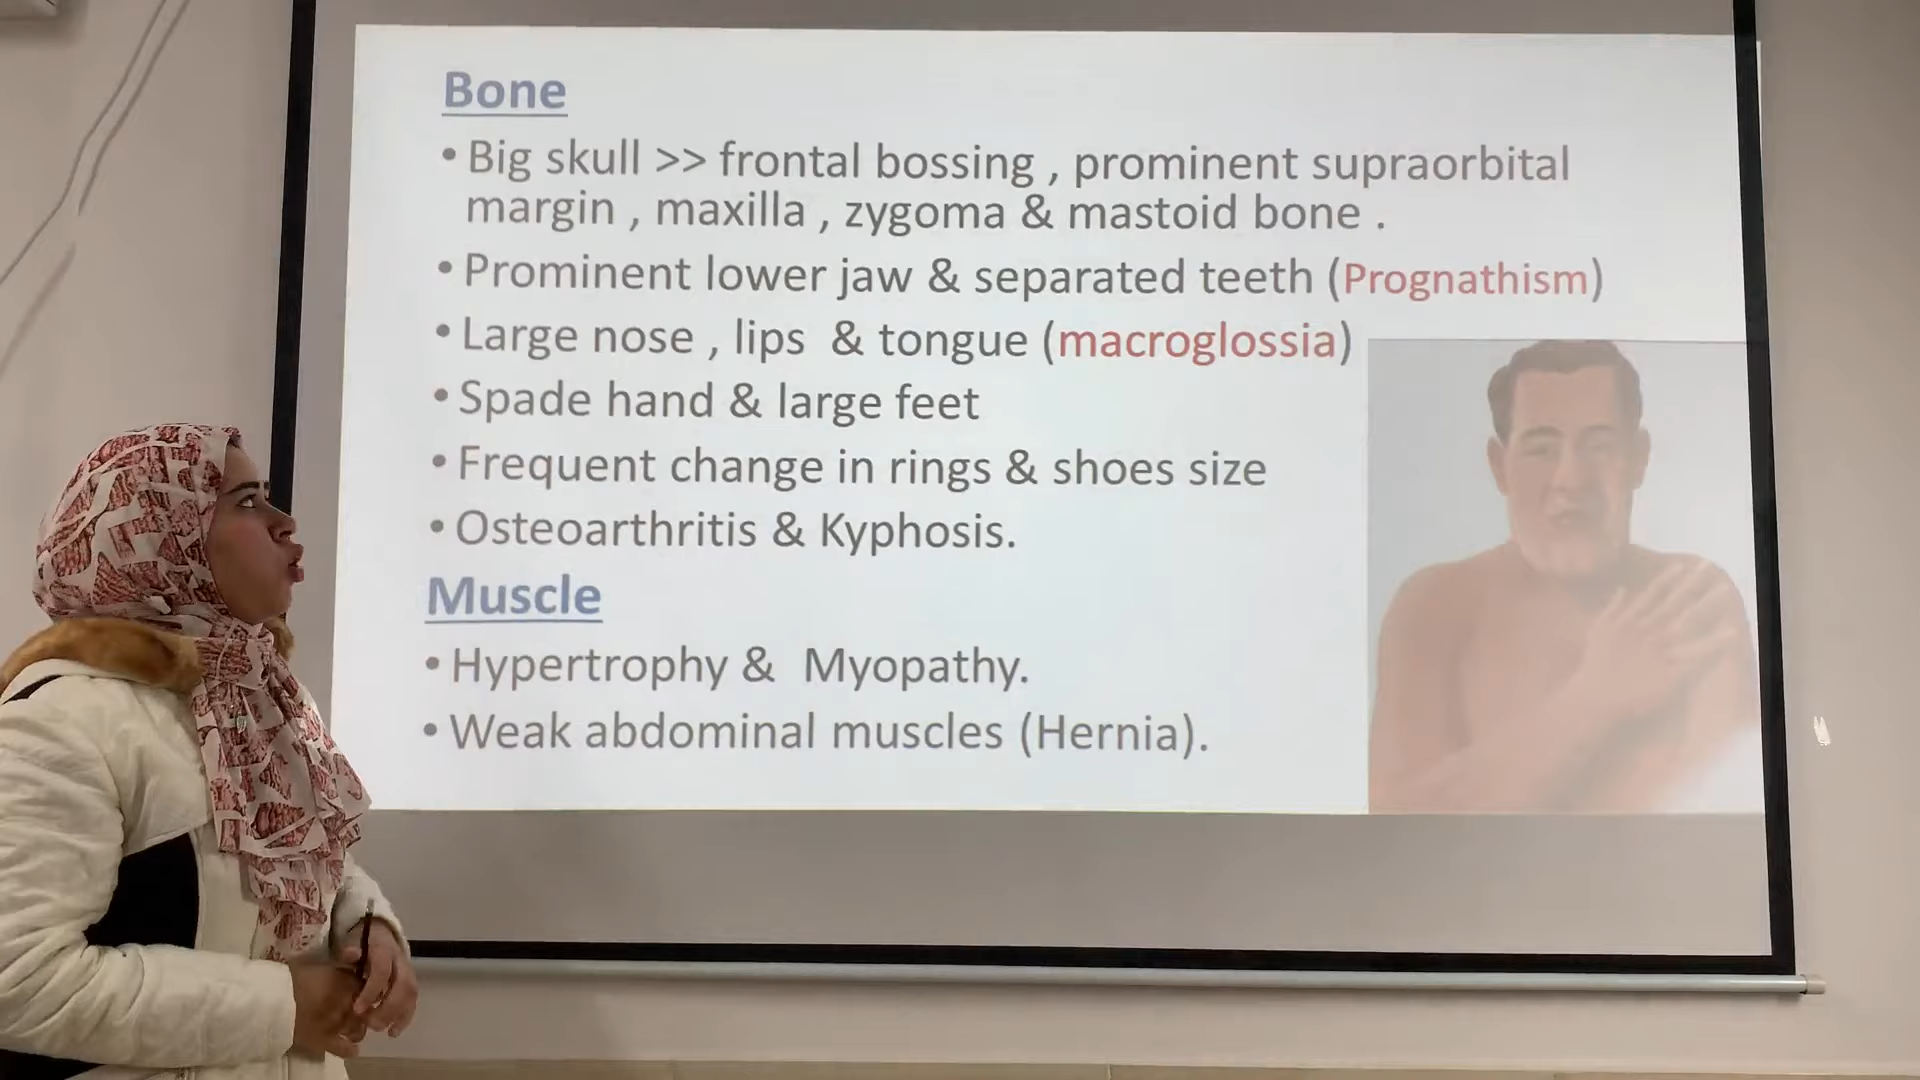 Bone
• Big skull >> frontal bossing , prominent supraorbital
margin , maxilla , zygoma & mastoid bone .
• Prominent lower jaw & separated teeth (Prognathism)
• Large nose , lips & tongue (macroglossia)
• Spade hand & large feet
• Frequent change in rings & shoes size
• Osteoarthritis & Kyphosis.
Muscle
• Hypertrophy & Myopathy.
• Weak abdominal muscles (Hernia).